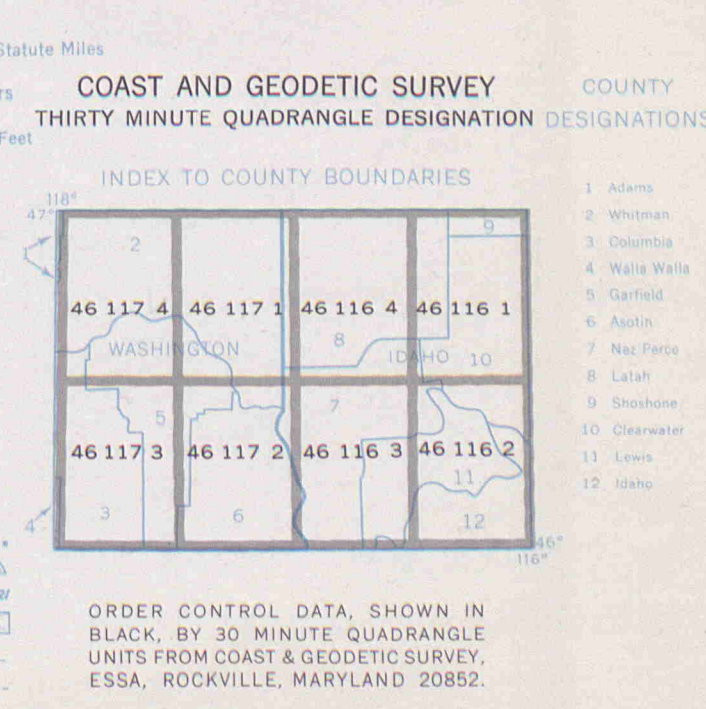 Statute Miles
COAST AND GEODETIC SURVEY
THIRTY MINUTE QUADRANGLE DESIGNATION
Feet
INDEX TO COUNTY BOUNDARIES
118°
47°
2
9
46 117 4 46 117 1 46 116 4 46 116 1
WASHINGTON
8
IDAHO 10
5
7
46 117 3 46 117 2 46 116 3 46 116 2
11
3
6
12
4
46°
116°
COUNTY
DESIGNATIONS
1 Adams
2 Whitman
3 Columbia
4 Walla Walla
5 Garfield
6 Asotin
7 Nez Perce
8 Latah
9 Shoshone
10 Clearwater
11 Lewis
12 Idaho
ORDER CONTROL DATA, SHOWN IN
BLACK, BY 30 MINUTE QUADRANGLE
UNITS FROM COAST & GEODETIC SURVEY,
ESSA, ROCKVILLE, MARYLAND 20852.